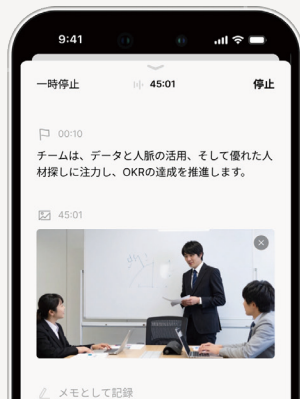 9:41
一時停止 45:01 停止
00:10
チームは、データと人脈の活用、そして優れた人
材探しに注力し、OKRの達成を推進します。
45:01
メモとして記録